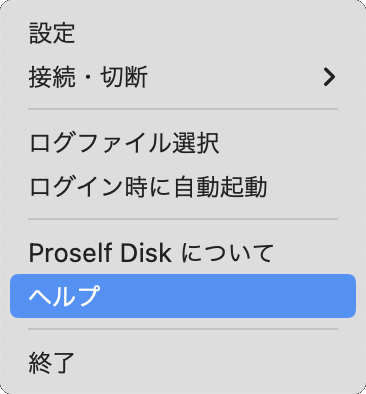 設定
接続・切断
ログファイル選択
ログイン時に自動起動
Proself Disk について
ヘルプ
終了